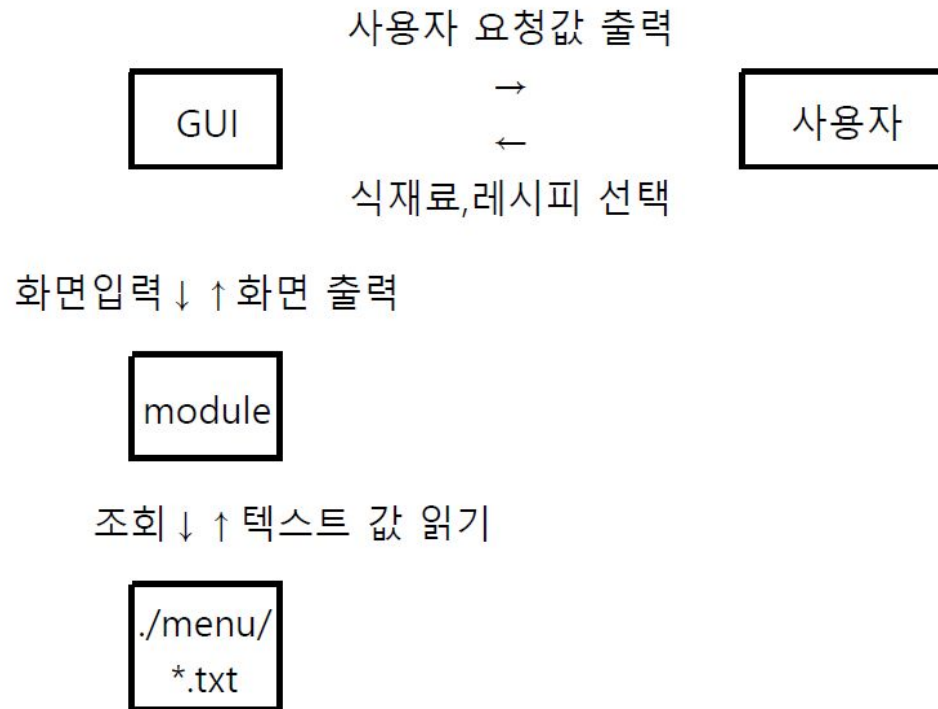 사용자 요청값 출력
→
GUI
사용자
←
식재료,레시피 선택
화면입력↓ ↑화면 출력
module
조회↓ ↑텍스트 값 읽기
./menu/
*.txt